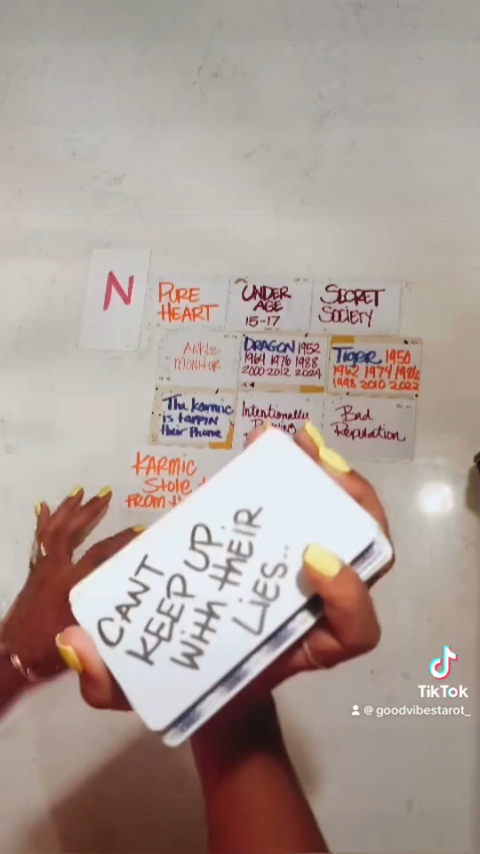 N
PURE
HEART
UNDER
AGE
15-17
SECRET
SOCIETY
ANKLE
MONITOR
DRAGON 1952
1964 1976 1988
2000 2012 2024
TIGER 1950
1962 1974 1986
1998 2010 2022
The karmic
is tappin
their Phone
Intentionally
Bad
Reputation
KARMIC
Stole
FROM
CAN'T
KEEP UP
With their
LIES...
TikTok
@goodvibestarot_